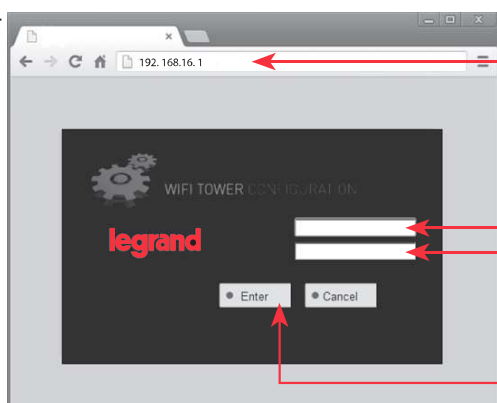 192.168.16.1
WIFI TOWER CONFIGURATION
legrand
Enter
Cancel